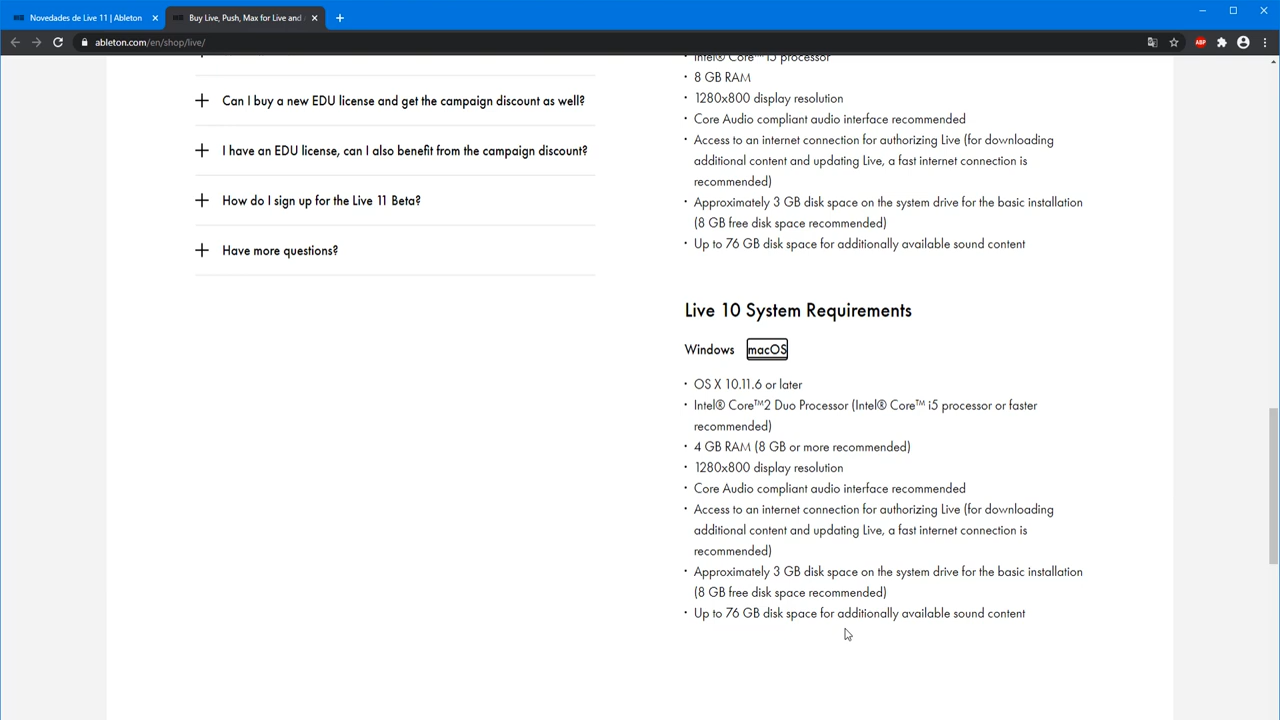 Novedades de Live 11 | Ableton
Buy Live, Push, Max for Live and
ableton.com/en/shop/live/
ABP
Can I buy a new EDU license and get the campaign discount as well?
I have an EDU license, can I also benefit from the campaign discount?
How do I sign up for the Live 11 Beta?
Have more questions?
Intel® Core™ i5 processor
8 GB RAM
1280x800 display resolution
Core Audio compliant audio interface recommended
Access to an internet connection for authorizing Live (for downloading
additional content and updating Live, a fast internet connection is
recommended)
Approximately 3 GB disk space on the system drive for the basic installation
(8 GB free disk space recommended)
Up to 76 GB disk space for additionally available sound content
Live 10 System Requirements
Windows macOS
OS X 10.11.6 or later
Intel® Core™2 Duo Processor (Intel® Core™ i5 processor or faster
recommended)
4 GB RAM (8 GB or more recommended)
1280x800 display resolution
Core Audio compliant audio interface recommended
Access to an internet connection for authorizing Live (for downloading
additional content and updating Live, a fast internet connection is
recommended)
Approximately 3 GB disk space on the system drive for the basic installation
(8 GB free disk space recommended)
Up to 76 GB disk space for additionally available sound content